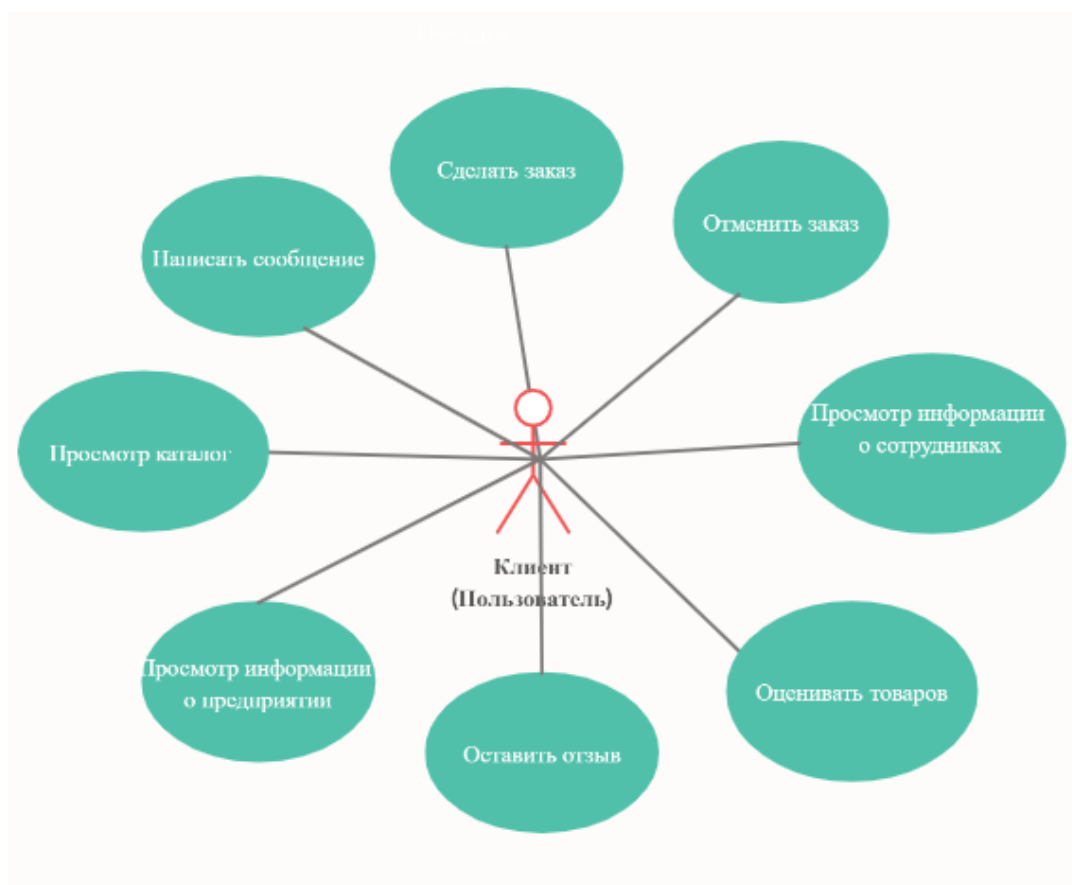 Сделать заказ
Отменить заказ
Написать сообщение
Просмотр информации
о сотрудниках
Просмотр каталог
Клиент
(Пользователь)
Просмотр информации
о предприятии
Оценивать товаров
Оставить отзыв